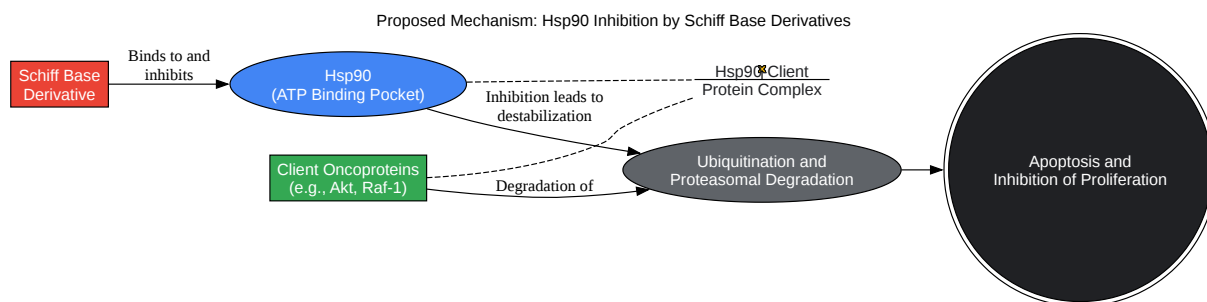 Proposed Mechanism: Hsp90 Inhibition by Schiff Base Derivatives
Schiff Base
Derivative
Binds to and
inhibits
Hsp90
(ATP Binding Pocket)
Inhibition leads to
destabilization
Hsp90-Client
Protein Complex
Client Oncoproteins
(e.g., Akt, Raf-1)
Degradation of
Ubiquitination and
Proteasomal Degradation
Apoptosis and
Inhibition of Proliferation